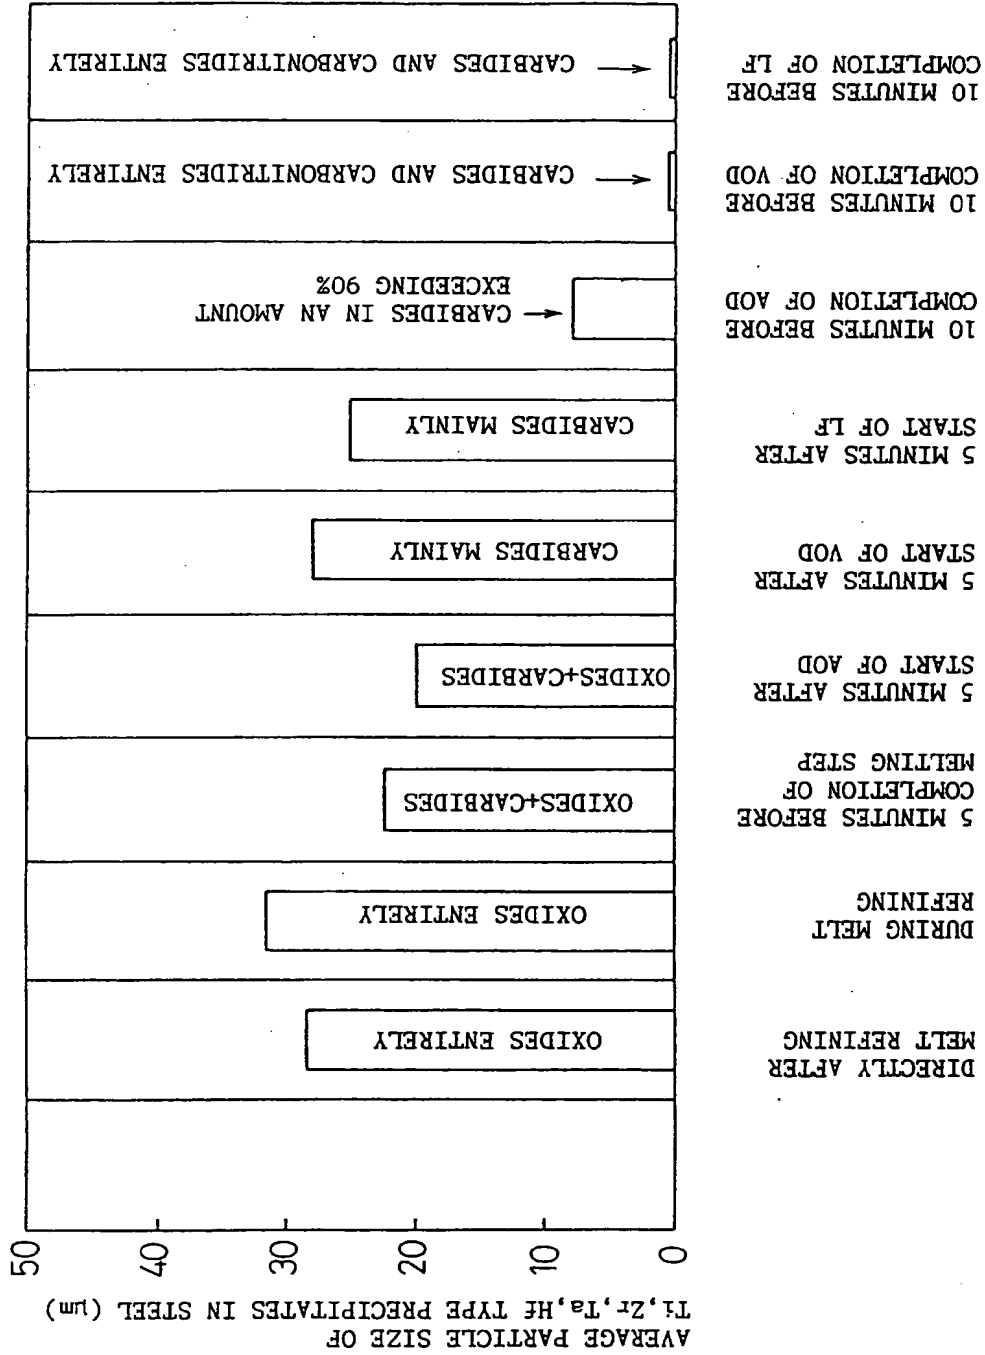 AVERAGE PARTICLE SIZE OF
Ti,Zr,Ta,Hf TYPE PRECIPITATES IN STEEL (μm)
0 10 20 30 40 50
DIRECTLY AFTER
MELT REFINING
OXIDES ENTIRELY
DURING MELT
REFINING
OXIDES ENTIRELY
5 MINUTES BEFORE
COMPLETION OF
MELTING STEP
OXIDES+CARBIDES
5 MINUTES AFTER
START OF AOD
OXIDES+CARBIDES
5 MINUTES AFTER
START OF VOD
CARBIDES MAINLY
5 MINUTES AFTER
START OF LF
CARBIDES MAINLY
10 MINUTES BEFORE
COMPLETION OF AOD
CARBIDES IN AN AMOUNT
EXCEEDING 90%
10 MINUTES BEFORE
COMPLETION OF VOD
CARBIDES AND CARBONITRIDES ENTIRELY
10 MINUTES BEFORE
COMPLETION OF LF
CARBIDES AND CARBONITRIDES ENTIRELY